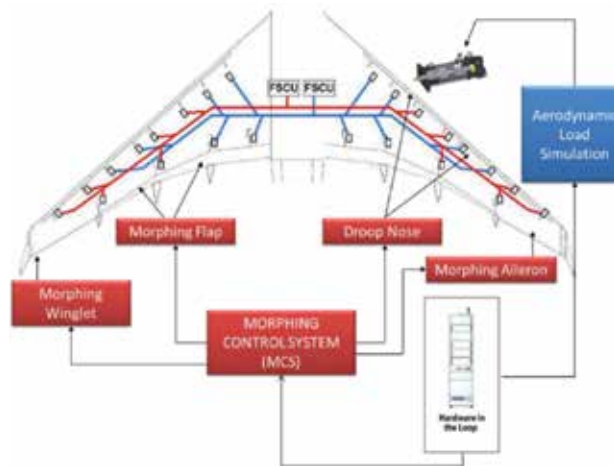 FSCU FSCU
Aerodynamic
Load
Simulation
Morphing Flap
Droop Nose
Morphing Aileron
Morphing
Winglet
MORPHING
CONTROL SYSTEM
(MCS)
Hardware in
the Loop